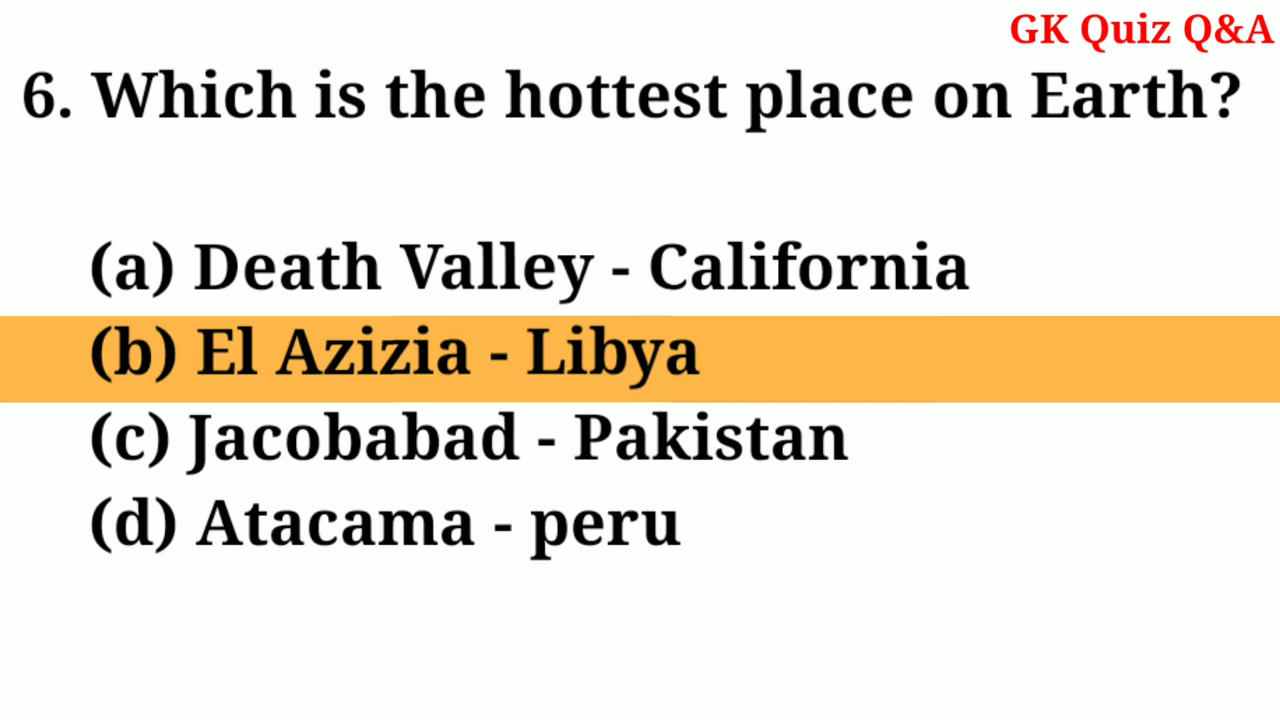 GK Quiz Q&A
6. Which is the hottest place on Earth?
(a) Death Valley - California
(b) El Azizia - Libya
(c) Jacobabad - Pakistan
(d) Atacama - peru